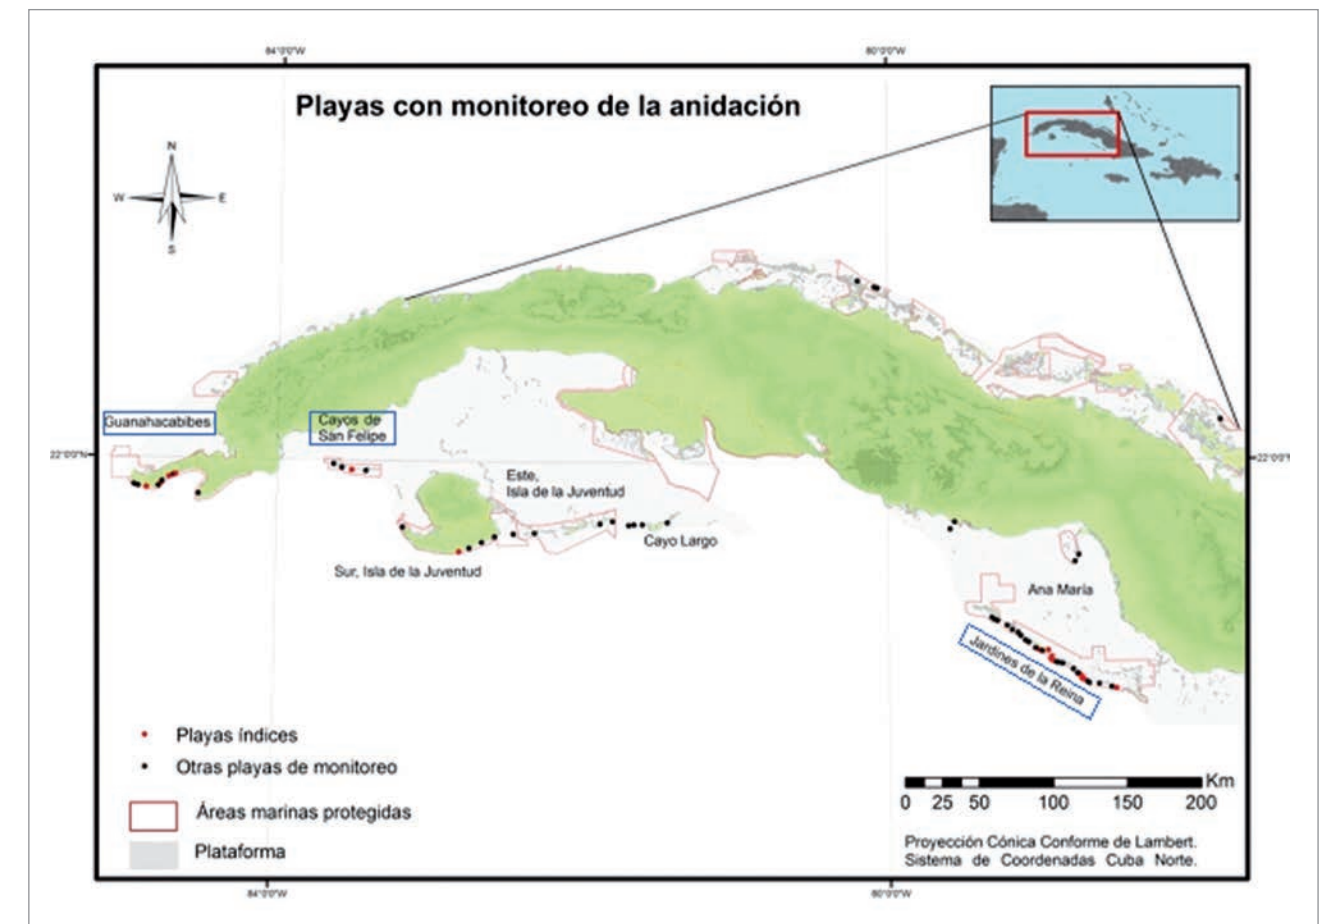 84°0'0"W
80°0'0"W
Playas con monitoreo de la anidación
N
W
E
S
Guanahacabibes
Cayos de
San Felipe
22°0'0"N
22°0'0"N
Este,
Isla de la Juventud
Cayo Largo
Sur, Isla de la Juventud
Ana María
Jardines de la Reina
Playas índices
Otras playas de monitoreo
Áreas marinas protegidas
Plataforma
Km
0 25 50 100 150 200
Proyección Cónica Conforme de Lambert.
Sistema de Coordenadas Cuba Norte.
84°0'0"W
80°0'0"W